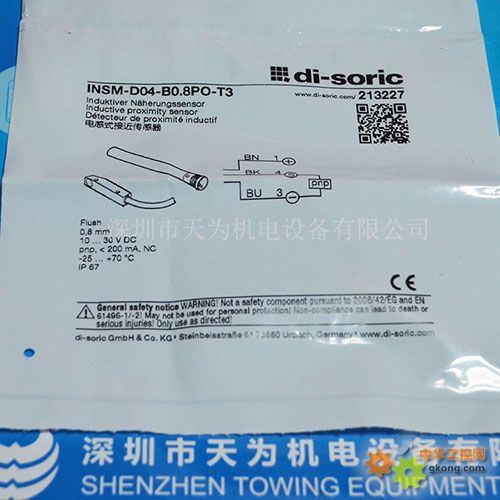 di-soric
INSM-D04-B0.8PO-T3
www.di-soric.com/ 213227
Induktiver Näherungssensor
Inductive proximity sensor
Détecteur de proximité inductif
电感式接近传感器
BN 1 +
BK 4 pnp
BU 3 -
深圳市天为机电设备有限公司
Flush
0,8 mm
10 ... 30 V DC
pnp, < 200 mA, NC
-25 ... +70 °C
IP 67
CE
General safety notice WARNING! Not a safety component pursuant to 2006/42/EG and EN
61496-1/-2! May not be used for personal protection! Non-compliance can lead to death or
serious injuries! Only use as directed!
di-soric GmbH & Co. KG * Steinbeisstraße 6 * 73660 Urbach, Germany * www.di-soric.com
深圳市天为机电设备有限
SHENZHEN TOWING EQUIPMENT
中华工控网
gkong.com